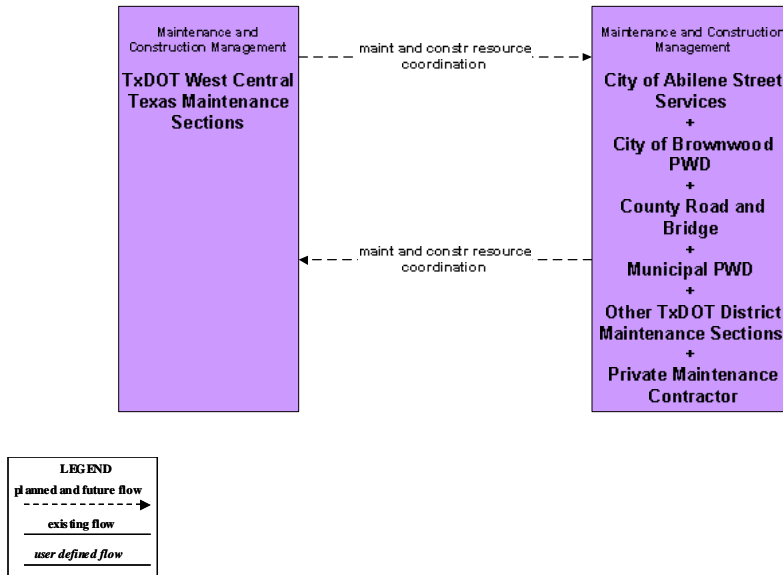 Maintenance and
Construction Management
TxDOT West Central
Texas Maintenance
Sections
maint and constr resource
coordination
maint and constr resource
coordination
Maintenance and Construction
Management
City of Abilene Street
Services
+
City of Brownwood
PWD
+
County Road and
Bridge
+
Municipal PWD
+
Other TxDOT District
Maintenance Sections
+
Private Maintenance
Contractor
LEGEND
planned and future flow
existing flow
user defined flow